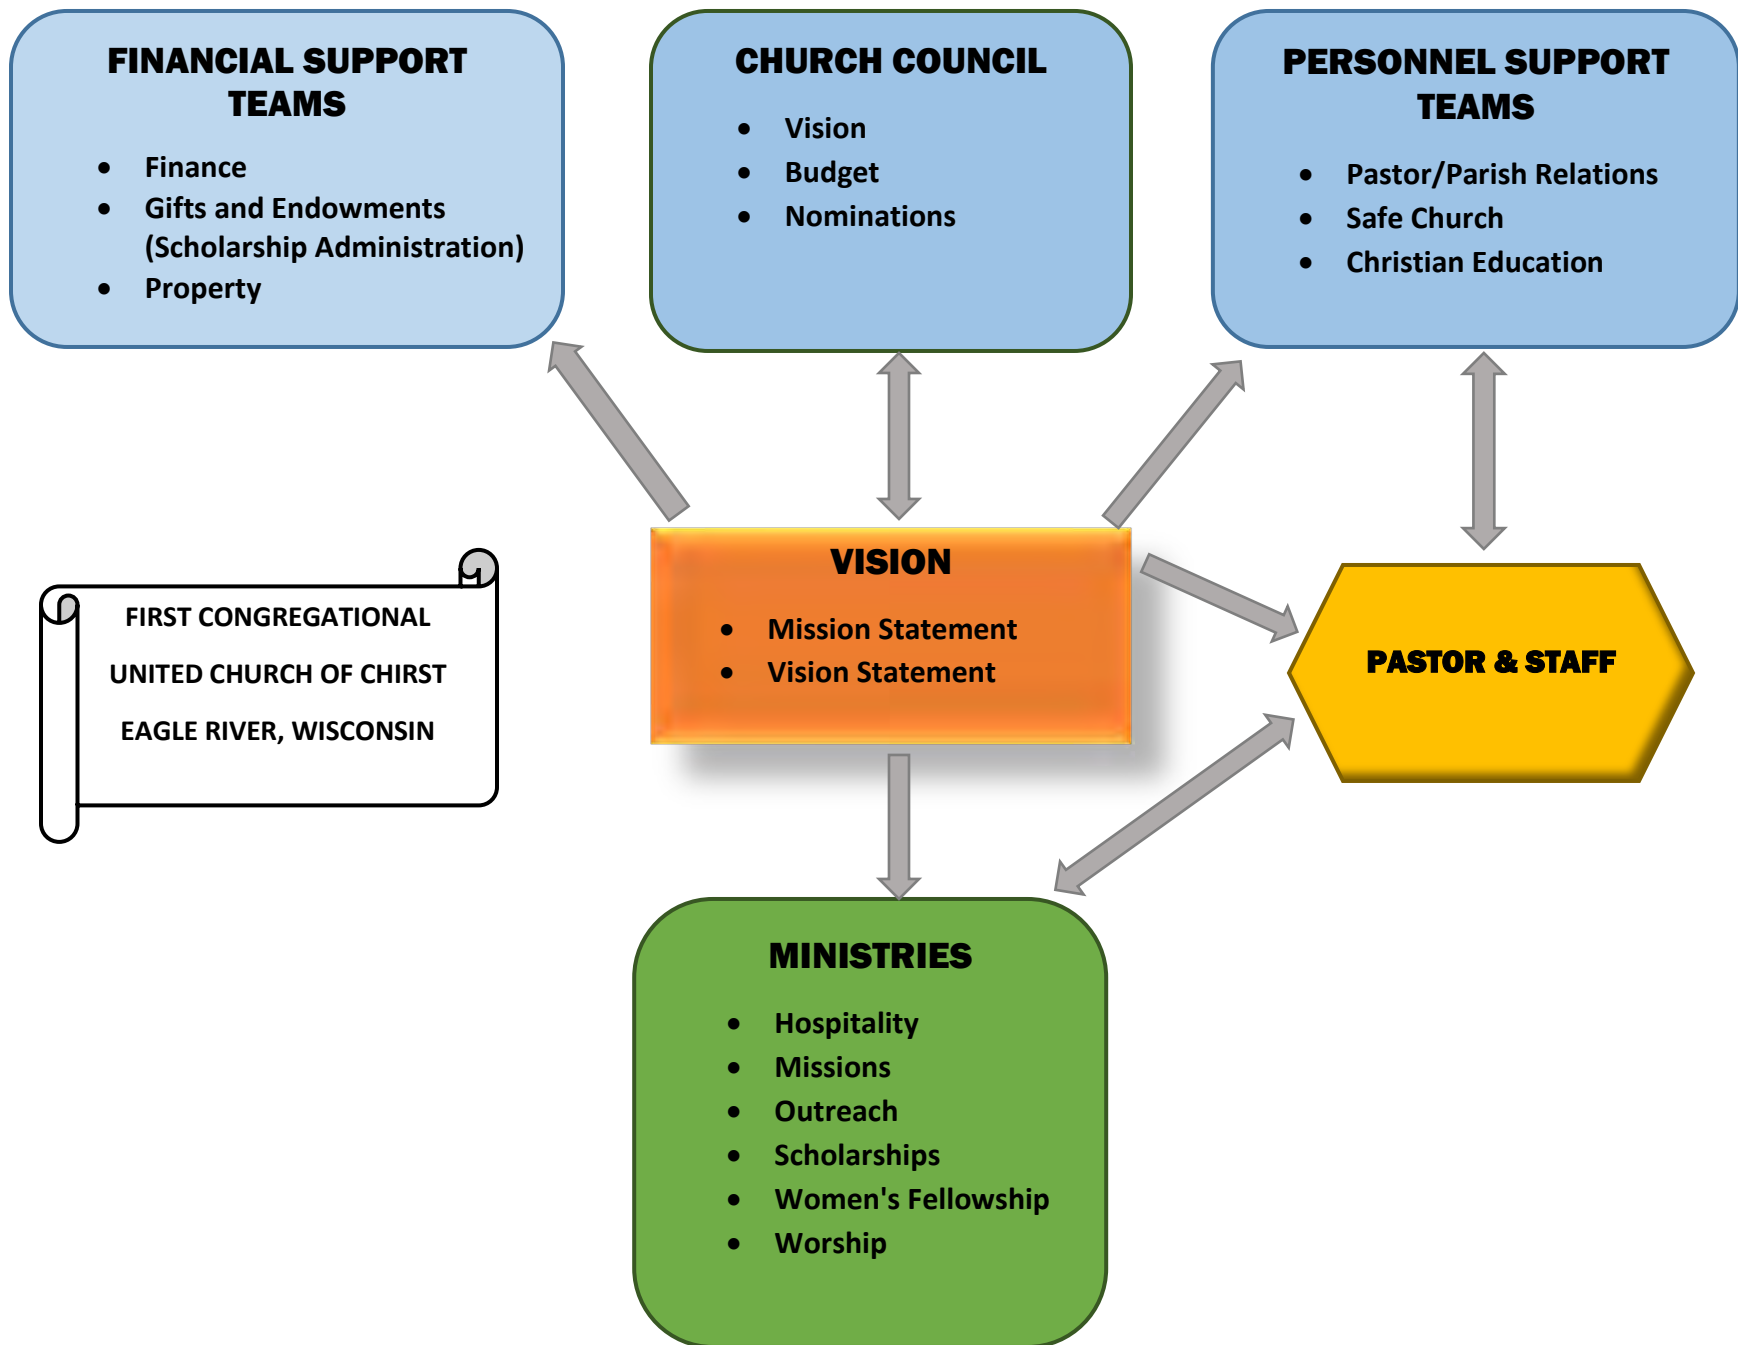 FINANCIAL SUPPORT
TEAMS
• Finance
• Gifts and Endowments
(Scholarship Administration)
• Property
CHURCH COUNCIL
• Vision
• Budget
• Nominations
PERSONNEL SUPPORT
TEAMS
• Pastor/Parish Relations
• Safe Church
• Christian Education
FIRST CONGREGATIONAL
UNITED CHURCH OF CHIRST
EAGLE RIVER, WISCONSIN
VISION
• Mission Statement
• Vision Statement
PASTOR & STAFF
MINISTRIES
• Hospitality
• Missions
• Outreach
• Scholarships
• Women's Fellowship
• Worship